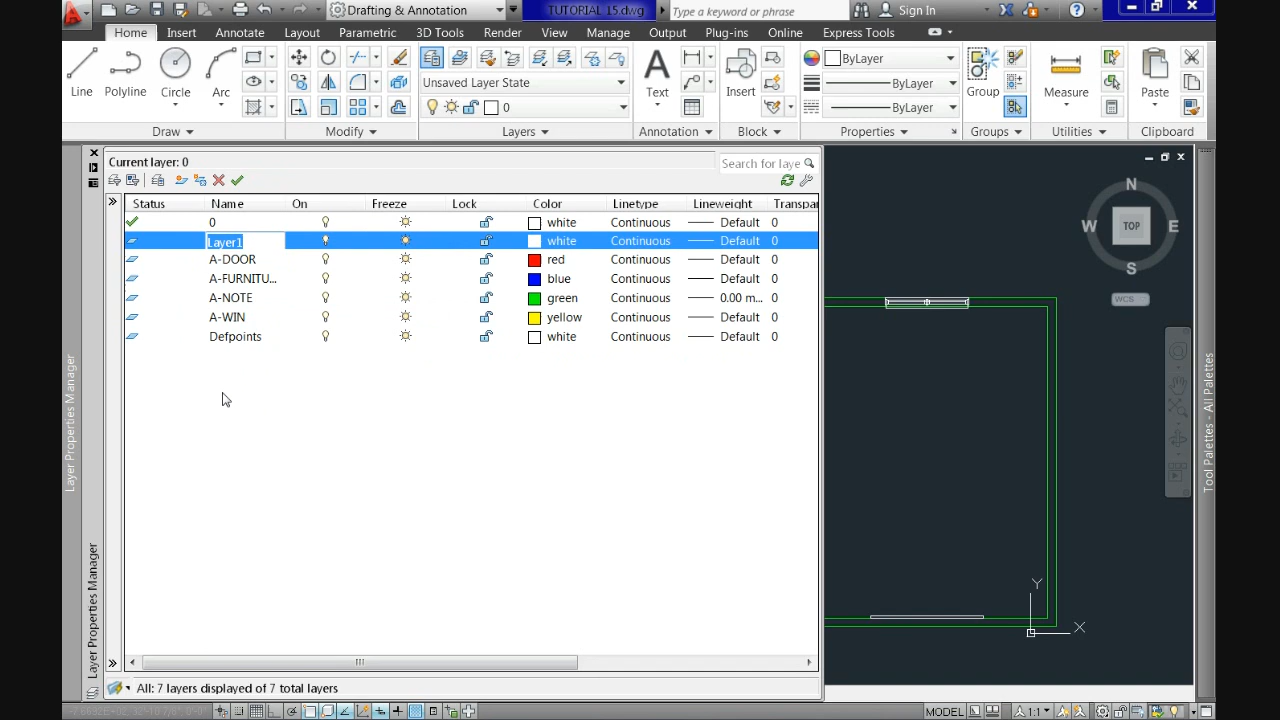 Drafting & Annotation
TUTORIAL 15.dwg
Type a keyword or phrase
Sign In
Home Insert Annotate Layout Parametric 3D Tools Render View Manage Output Plug-ins Online Express Tools
Unsaved Layer State
0
ByLayer
ByLayer
ByLayer
Line Polyline Circle Arc Text Insert Group Measure Paste
Draw Modify Layers Annotation Block Properties Groups Utilities Clipboard
Current layer: 0
Search for laye
Status Name On Freeze Lock Color Linetype Lineweight Transpar
0 white Continuous Default 0
Layer1 white Continuous Default 0
A-DOOR red Continuous Default 0
A-FURNITU... blue Continuous Default 0
A-NOTE green Continuous 0.00 m... 0
A-WIN yellow Continuous Default 0
Defpoints white Continuous Default 0
All: 7 layers displayed of 7 total layers
Layer Properties Manager
Layer Properties Manager
N
W TOP E
S
WCS
Y
X
Tool Palettes - All Palettes
MODEL
1:1